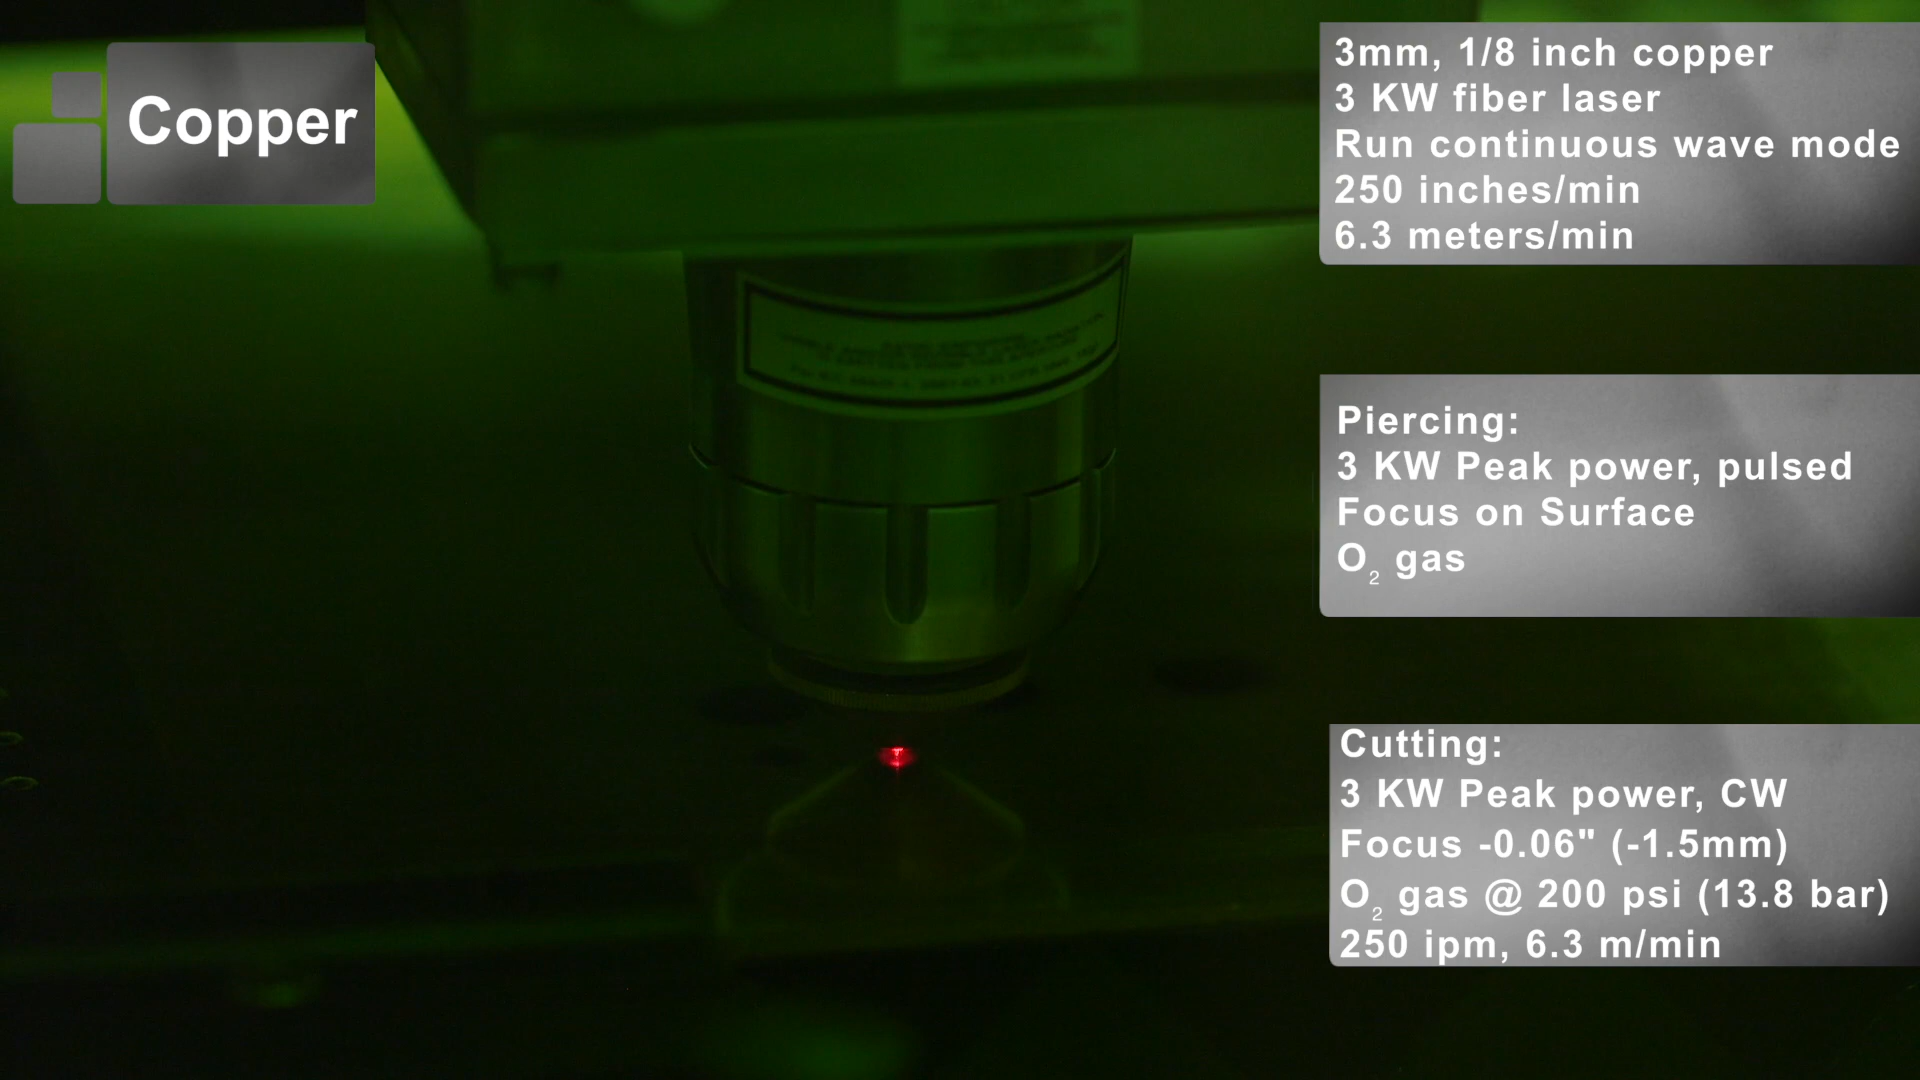 Copper
3mm, 1/8 inch copper
3 KW fiber laser
Run continuous wave mode
250 inches/min
6.3 meters/min
Piercing:
3 KW Peak power, pulsed
Focus on Surface
O₂ gas
Cutting:
3 KW Peak power, CW
Focus -0.06" (-1.5mm)
O₂ gas @ 200 psi (13.8 bar)
250 ipm, 6.3 m/min